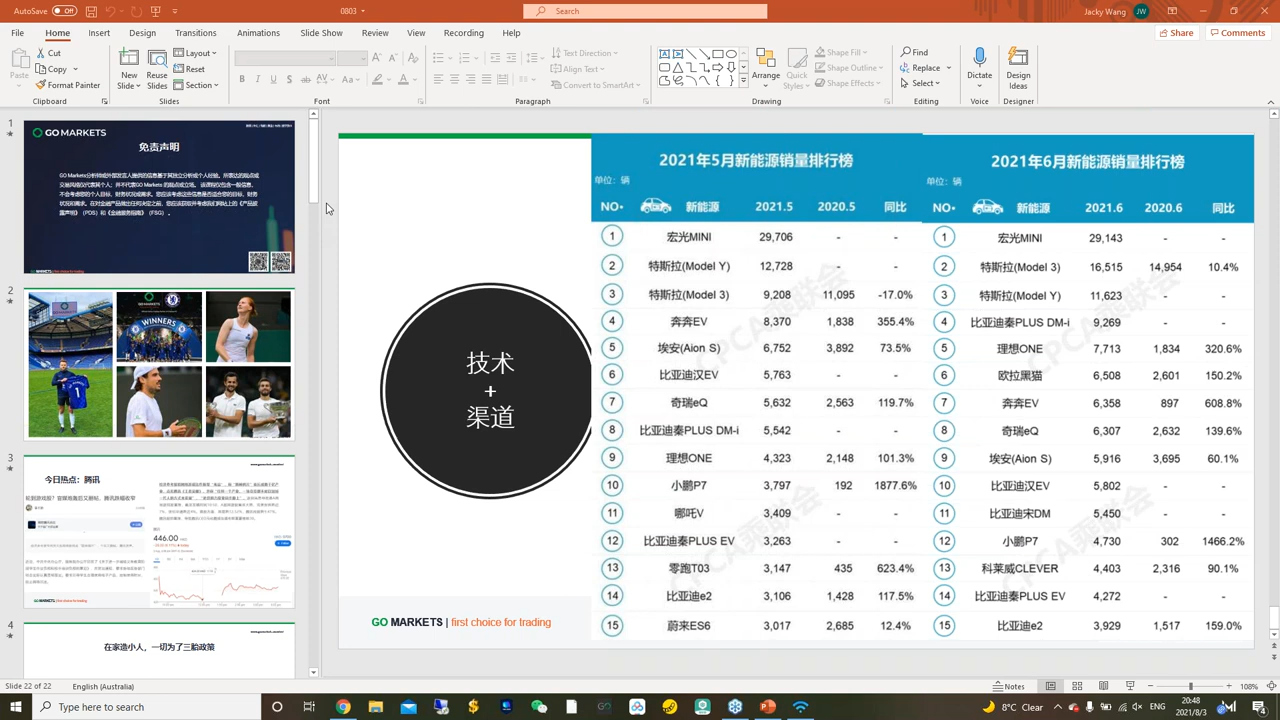 AutoSave Off
0803
Search
Jacky Wang JW
File Home Insert Design Transitions Animations Slide Show Review View Recording Help
Share Comments
Paste
Cut
Copy
Format Painter
Clipboard
New Slide
Reuse Slides
Layout
Reset
Section
Slides
Font
Text Direction
Align Text
Convert to SmartArt
Paragraph
Arrange
Quick Styles
Shape Fill
Shape Outline
Shape Effects
Drawing
Find
Replace
Select
Editing
Dictate
Voice
Design Ideas
Designer
1
GO MARKETS
免责声明
2
WINNERS
3
今日热点：腾讯
446.00
在家造小人，一切为了三胎政策
4
技术
+
渠道
GO MARKETS | first choice for trading
2021年5月新能源销量排行榜
单位：辆
NO• 新能源 2021.5 2020.5 同比
1 宏光MINI 29,706 - -
2 特斯拉(Model Y) 12,728 - -
3 特斯拉(Model 3) 9,208 11,095 -17.0%
4 奔奔EV 8,370 1,838 355.4%
5 埃安(Aion S) 6,752 3,892 73.5%
6 比亚迪汉EV 5,763 - -
7 奇瑞eQ 5,632 2,563 119.7%
8 比亚迪秦PLUS DM-i 5,542 - -
9 理想ONE 4,323 2,148 101.3%
10 小鹏P7 3,797 192 1877.6%
11 3,409 - -
12 比亚迪秦PLUS EV 3,263 - -
13 零跑T03 3,147 435 623.4%
14 比亚迪e2 3,106 1,428 117.5%
15 蔚来ES6 3,017 2,685 12.4%
2021年6月新能源销量排行榜
单位：辆
NO• 新能源 2021.6 2020.6 同比
1 宏光MINI 29,143 - -
2 特斯拉(Model 3) 16,515 14,954 10.4%
3 特斯拉(Model Y) 11,623 - -
4 比亚迪秦PLUS DM-i 9,269 - -
5 理想ONE 7,713 1,834 320.6%
6 欧拉黑猫 6,508 2,601 150.2%
7 奔奔EV 6,358 897 608.8%
8 奇瑞eQ 6,307 2,632 139.6%
9 埃安(Aion S) 5,916 3,695 60.1%
10 比亚迪汉EV 5,802 - -
11 比亚迪宋DM 5,450 - -
12 小鹏P7 4,730 302 1466.2%
13 科莱威CLEVER 4,403 2,316 90.1%
14 比亚迪秦PLUS EV 4,272 - -
15 比亚迪e2 3,929 1,517 159.0%
Slide 22 of 22 English (Australia)
Notes
108%
Type here to search
Clear
20:48
2021/8/3